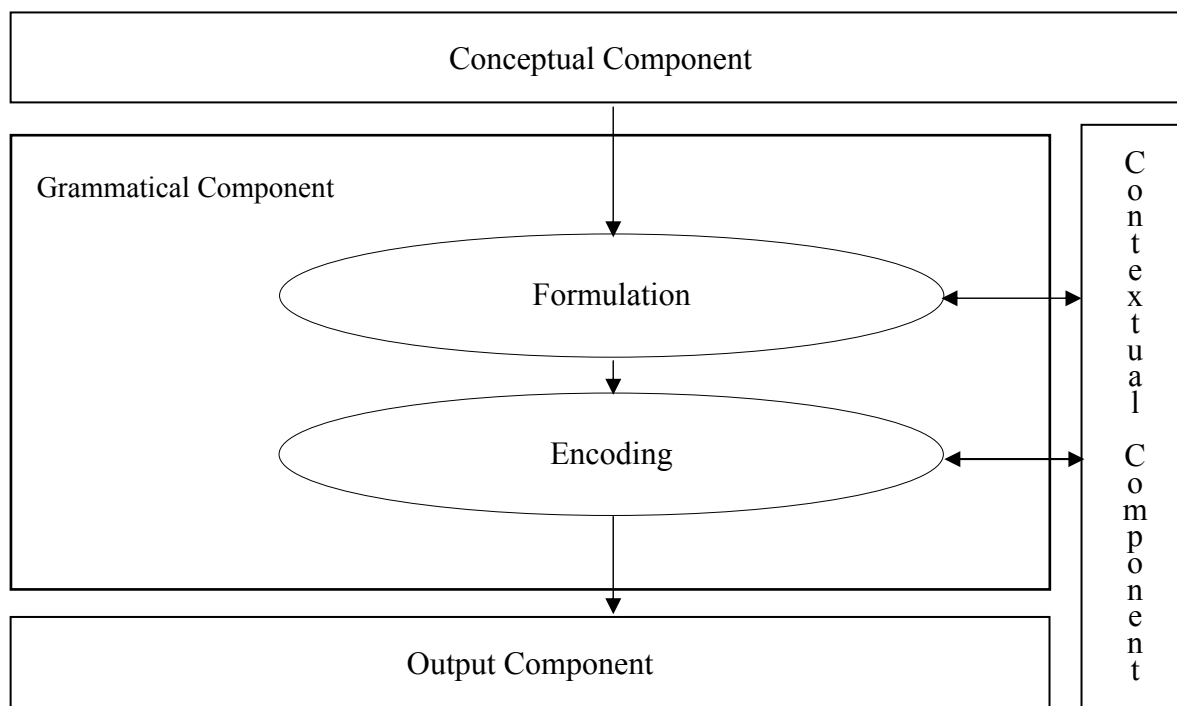 Conceptual Component
Grammatical Component
Formulation
Encoding
Output Component
Contextual Component